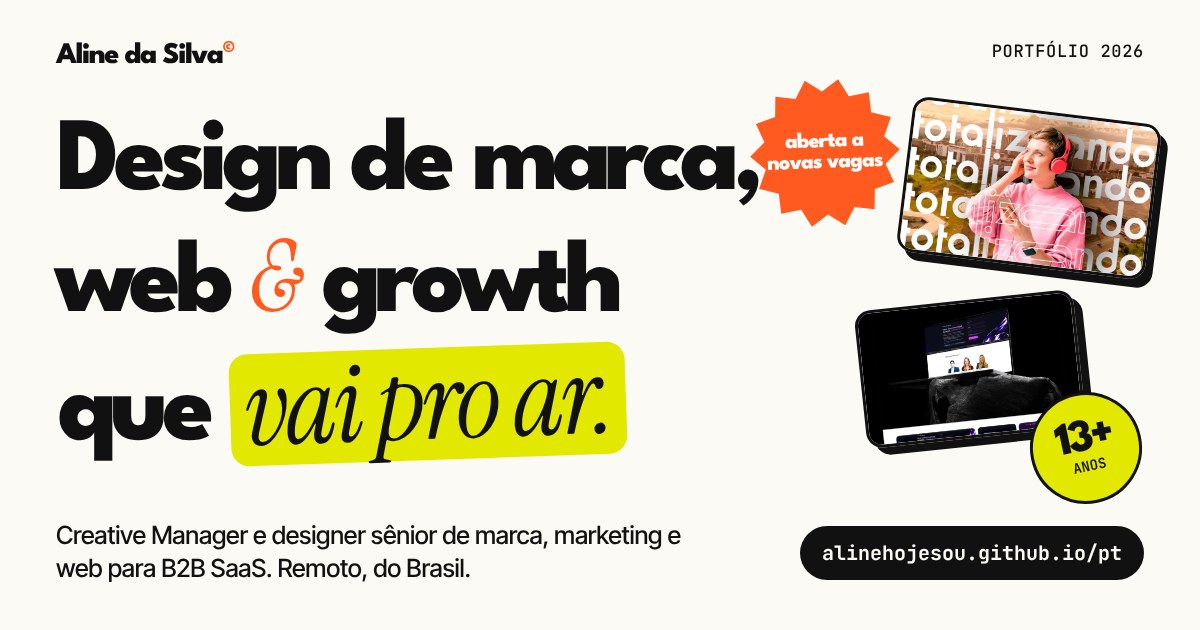 Aline da Silva©
PORTFÓLIO 2026
Design de marca,
web & growth
que vai pro ar.
aberta a
novas vagas
totalizando
totalizando
totalizando
totalizando
13+
ANOS
Creative Manager e designer sênior de marca, marketing e
web para B2B SaaS. Remoto, do Brasil.
alinehojesou.github.io/pt